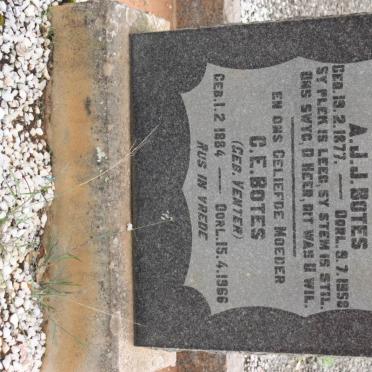 A. J. J. BOTES
GEB. 19. 2. 1877. — OORL. 9. 7. 1958
SY PLEK IS LEEG, SY STEM IS STIL.
ONS SWYG, O HEER, DIT WAS U WIL.
EN ONS GELIEFDE MOEDER
C. E. BOTES
(GEB. VENTER)
GEB. 1. 2. 1884 — OORL. 15. 4. 1966
RUS IN VREDE